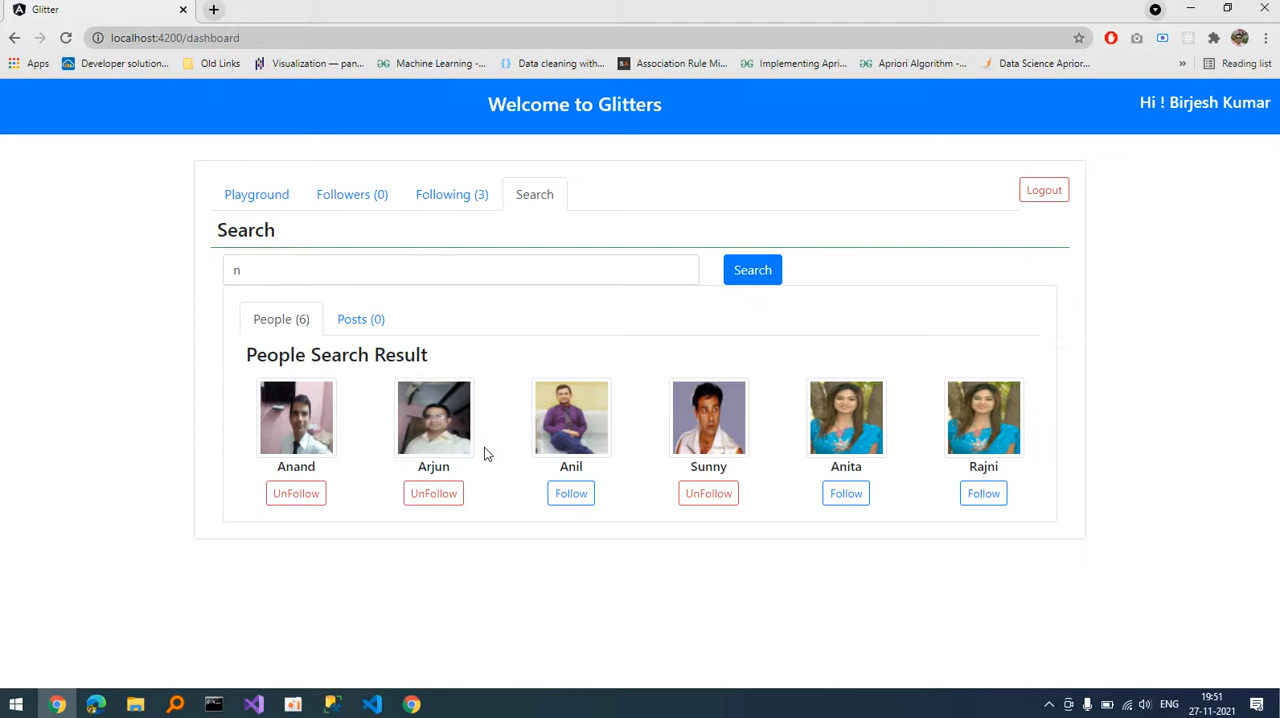 Glitter
localhost:4200/dashboard
Apps Developer solution... Old Links Visualization — pan... Machine Learning -... Data cleaning with... Association Rule Mi... Implementing Apri... Apriori Algorithm -... Data Science Aprior... » Reading list
Welcome to Glitters
Hi ! Birjesh Kumar
Playground Followers (0) Following (3) Search
Logout
Search
n
Search
People (6) Posts (0)
People Search Result
Anand Arjun Anil Sunny Anita Rajni
UnFollow UnFollow Follow UnFollow Follow Follow
19:51
ENG
27-11-2021